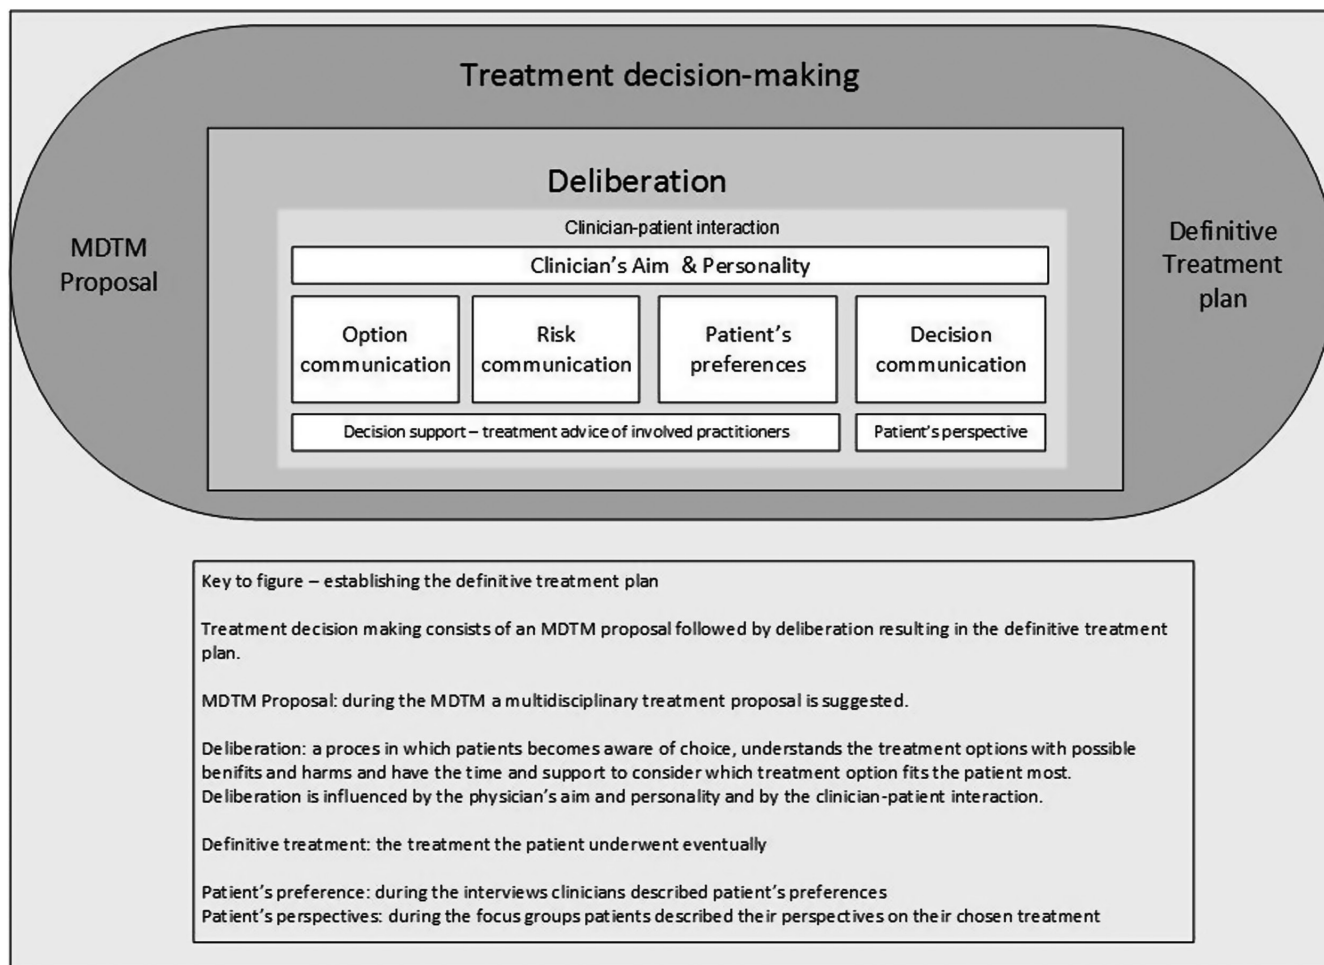 Treatment decision-making
Deliberation
MDTM
Proposal
Clinician-patient interaction
Clinician's Aim & Personality
Option
communication
Risk
communication
Patient's
preferences
Decision
communication
Decision support – treatment advice of involved practitioners
Patient's perspective
Definitive
Treatment
plan
Key to figure – establishing the definitive treatment plan
Treatment decision making consists of an MDTM proposal followed by deliberation resulting in the definitive treatment
plan.
MDTM Proposal: during the MDTM a multidisciplinary treatment proposal is suggested.
Deliberation: a proces in which patients becomes aware of choice, understands the treatment options with possible
benifits and harms and have the time and support to consider which treatment option fits the patient most.
Deliberation is influenced by the physician's aim and personality and by the clinician-patient interaction.
Definitive treatment: the treatment the patient underwent eventually
Patient's preference: during the interviews clinicians described patient's preferences
Patient's perspectives: during the focus groups patients described their perspectives on their chosen treatment